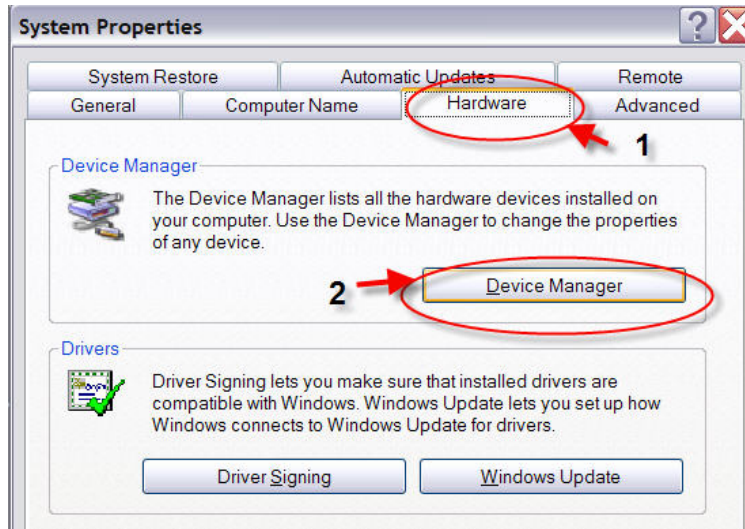 System Properties
?
System Restore Automatic Updates Remote
General Computer Name Hardware Advanced
1
Device Manager
The Device Manager lists all the hardware devices installed on
your computer. Use the Device Manager to change the properties
of any device.
2 Device Manager
Drivers
Driver Signing lets you make sure that installed drivers are
compatible with Windows. Windows Update lets you set up how
Windows connects to Windows Update for drivers.
Driver Signing Windows Update